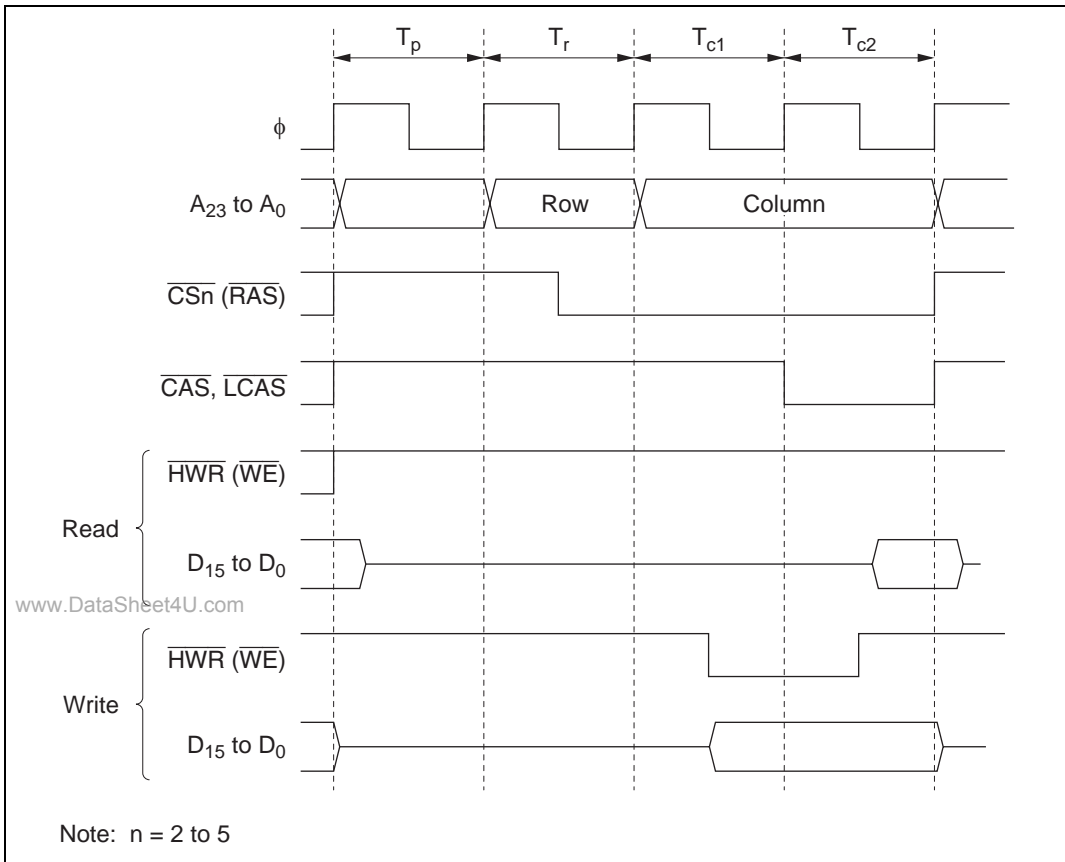 Tp Tr Tc1 Tc2
ϕ
A23 to A0 Row Column
CSn (RAS)
CAS, LCAS
HWR (WE)
Read
D15 to D0
www.DataSheet4U.com
HWR (WE)
Write
D15 to D0
Note: n = 2 to 5